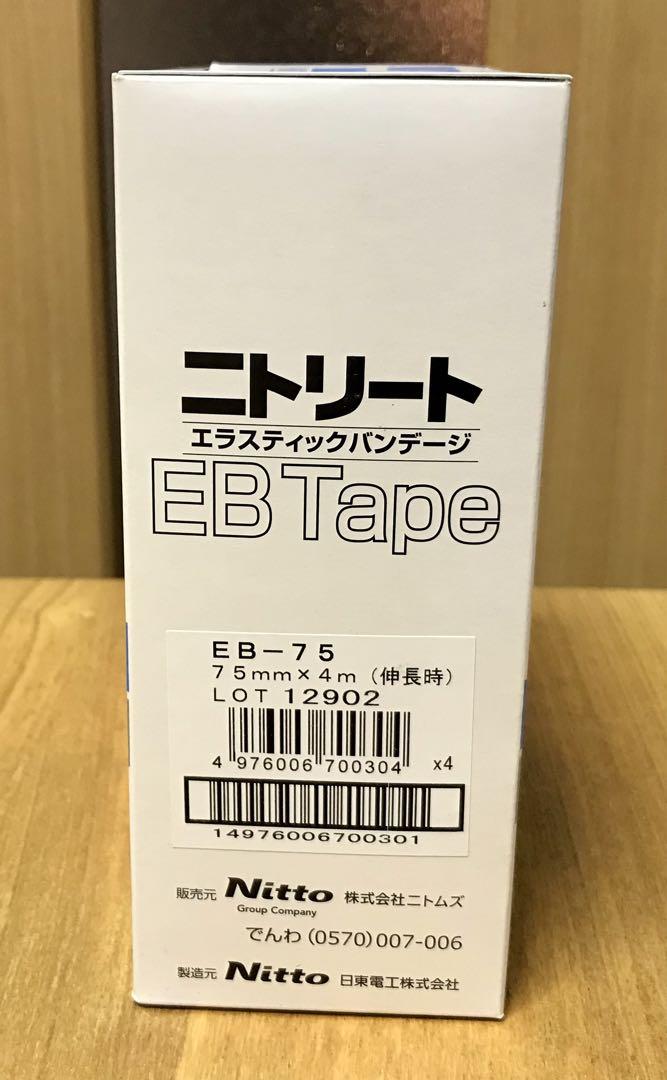 ニトリート
エラスティックバンデージ
EB Tape
EB－75
75mm×4m（伸長時）
LOT 12902
4 976006 700304 x4
14976006700301
販売元 Nitto 株式会社ニトムズ
Group Company
でんわ（0570）007-006
製造元 Nitto 日東電工株式会社